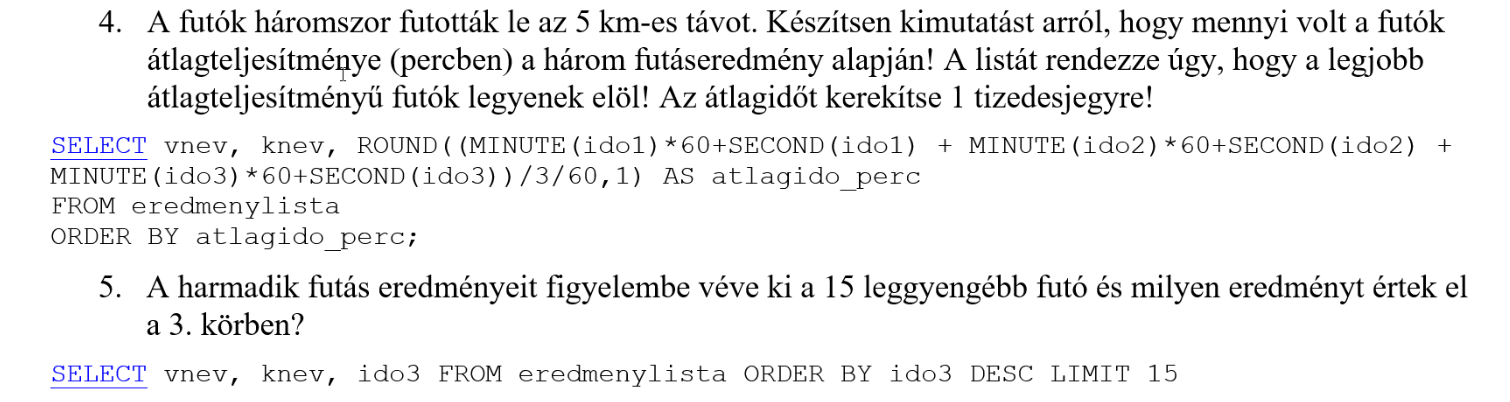 4. A futók háromszor futották le az 5 km-es távot. Készítsen kimutatást arról, hogy mennyi volt a futók
átlagteljesítménye (percben) a három futáseredmény alapján! A listát rendezze úgy, hogy a legjobb
átlagteljesítményű futók legyenek elöl! Az átlagidőt kerekítse 1 tizedesjegyre!
SELECT vnev, knev, ROUND((MINUTE(ido1)*60+SECOND(ido1) + MINUTE(ido2)*60+SECOND(ido2) +
MINUTE(ido3)*60+SECOND(ido3))/3/60,1) AS atlagido_perc
FROM eredmenylista
ORDER BY atlagido_perc;
5. A harmadik futás eredményeit figyelembe véve ki a 15 leggyengébb futó és milyen eredményt értek el
a 3. körben?
SELECT vnev, knev, ido3 FROM eredmenylista ORDER BY ido3 DESC LIMIT 15